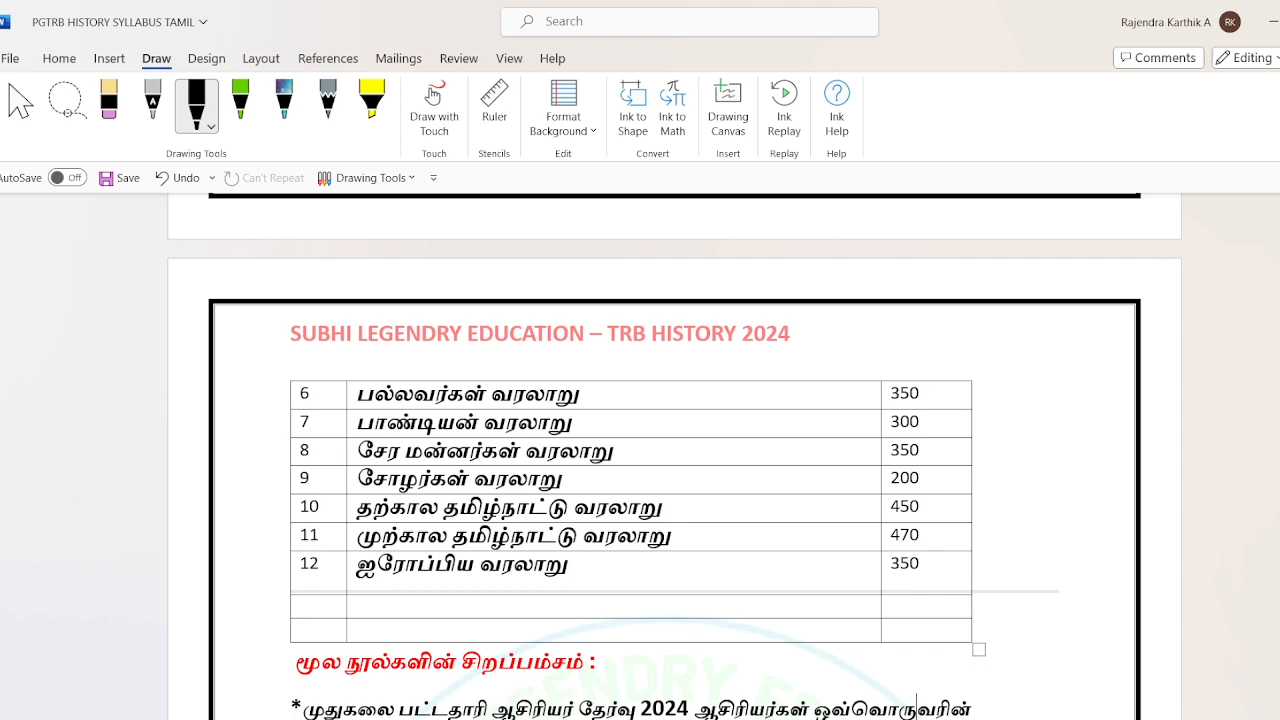 PGTRB HISTORY SYLLABUS TAMIL
Search
Rajendra Karthik A RK
File Home Insert Draw Design Layout References Mailings Review View Help
Comments Editing
Draw with Touch
Ruler
Format Background
Ink to Shape
Ink to Math
Drawing Canvas
Ink Replay
Ink Help
Drawing Tools Touch Stencils Edit Convert Insert Replay Help
AutoSave Off Save Undo Can't Repeat Drawing Tools
SUBHI LEGENDRY EDUCATION – TRB HISTORY 2024
6 பல்லவர்கள் வரலாறு 350
7 பாண்டியன் வரலாறு 300
8 சேர மன்னர்கள் வரலாறு 350
9 சோழர்கள் வரலாறு 200
10 தற்கால தமிழ்நாட்டு வரலாறு 450
11 முற்கால தமிழ்நாட்டு வரலாறு 470
12 ஐரோப்பிய வரலாறு 350
மூல நூல்களின் சிறப்பம்சம் :
*முதுகலை பட்டதாரி ஆசிரியர் தேர்வு 2024 ஆசிரியர்கள் ஒவ்வொருவரின்